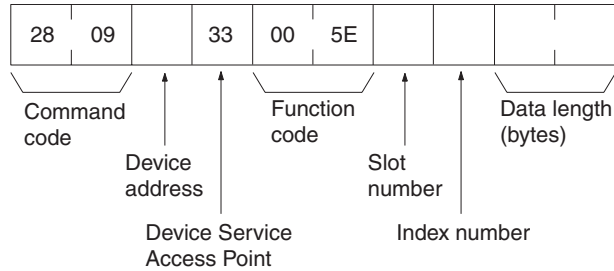 28 09 33 00 5E
Command
code
Function
code
Data length
(bytes)
Device
address
Slot
number
Device Service
Access Point
Index number